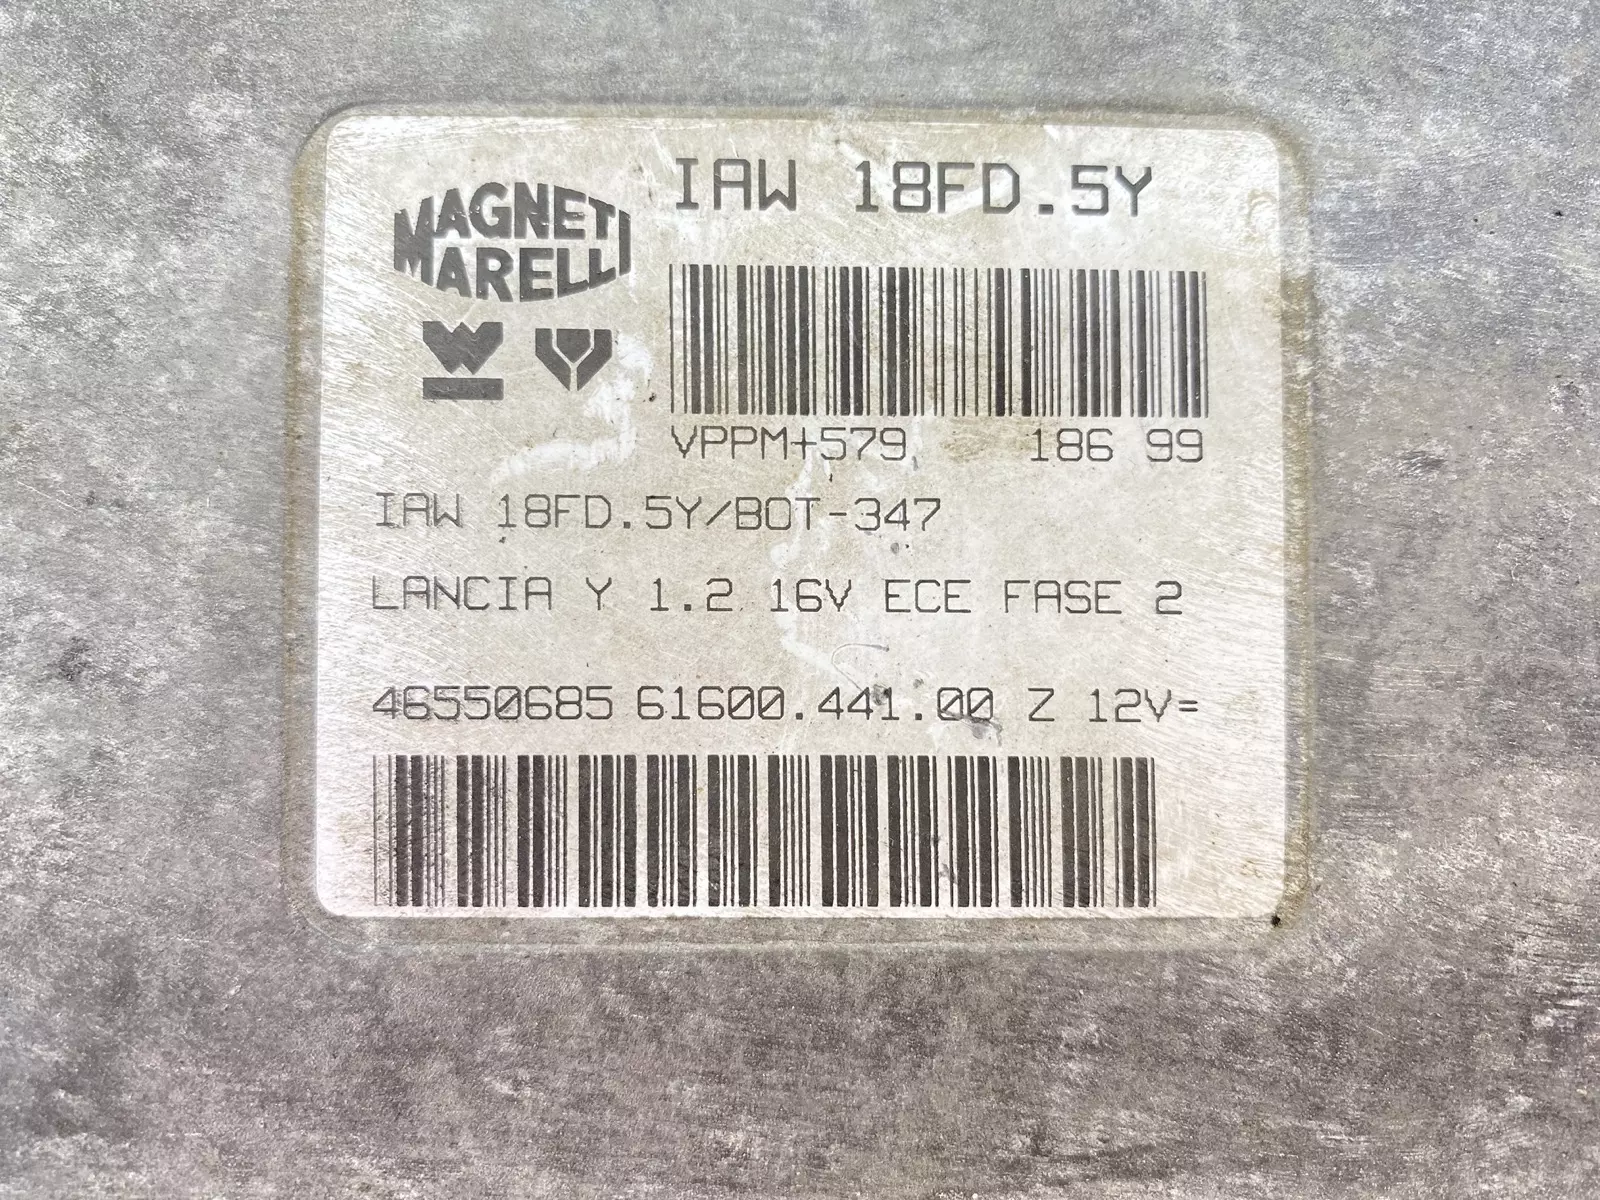 IAW 18FD.5Y
MAGNETI
MARELLI
VPPM+579 186 99
IAW 18FD.5Y/BOT-347
LANCIA Y 1.2 16V ECE FASE 2
46550685 61600.441.00 Z 12V=